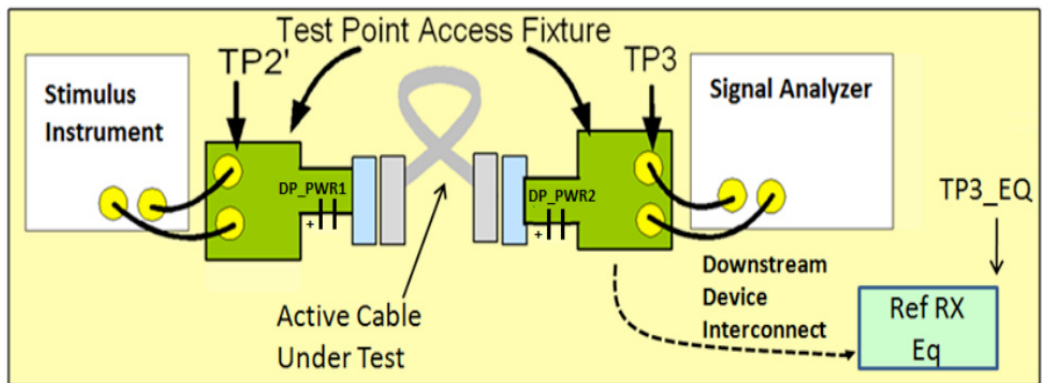 Test Point Access Fixture
TP2'
TP3
Stimulus
Instrument
Signal Analyzer
DP_PWR1
+
DP_PWR2
+
TP3_EQ
Active Cable
Under Test
Downstream
Device
Interconnect
Ref RX
Eq